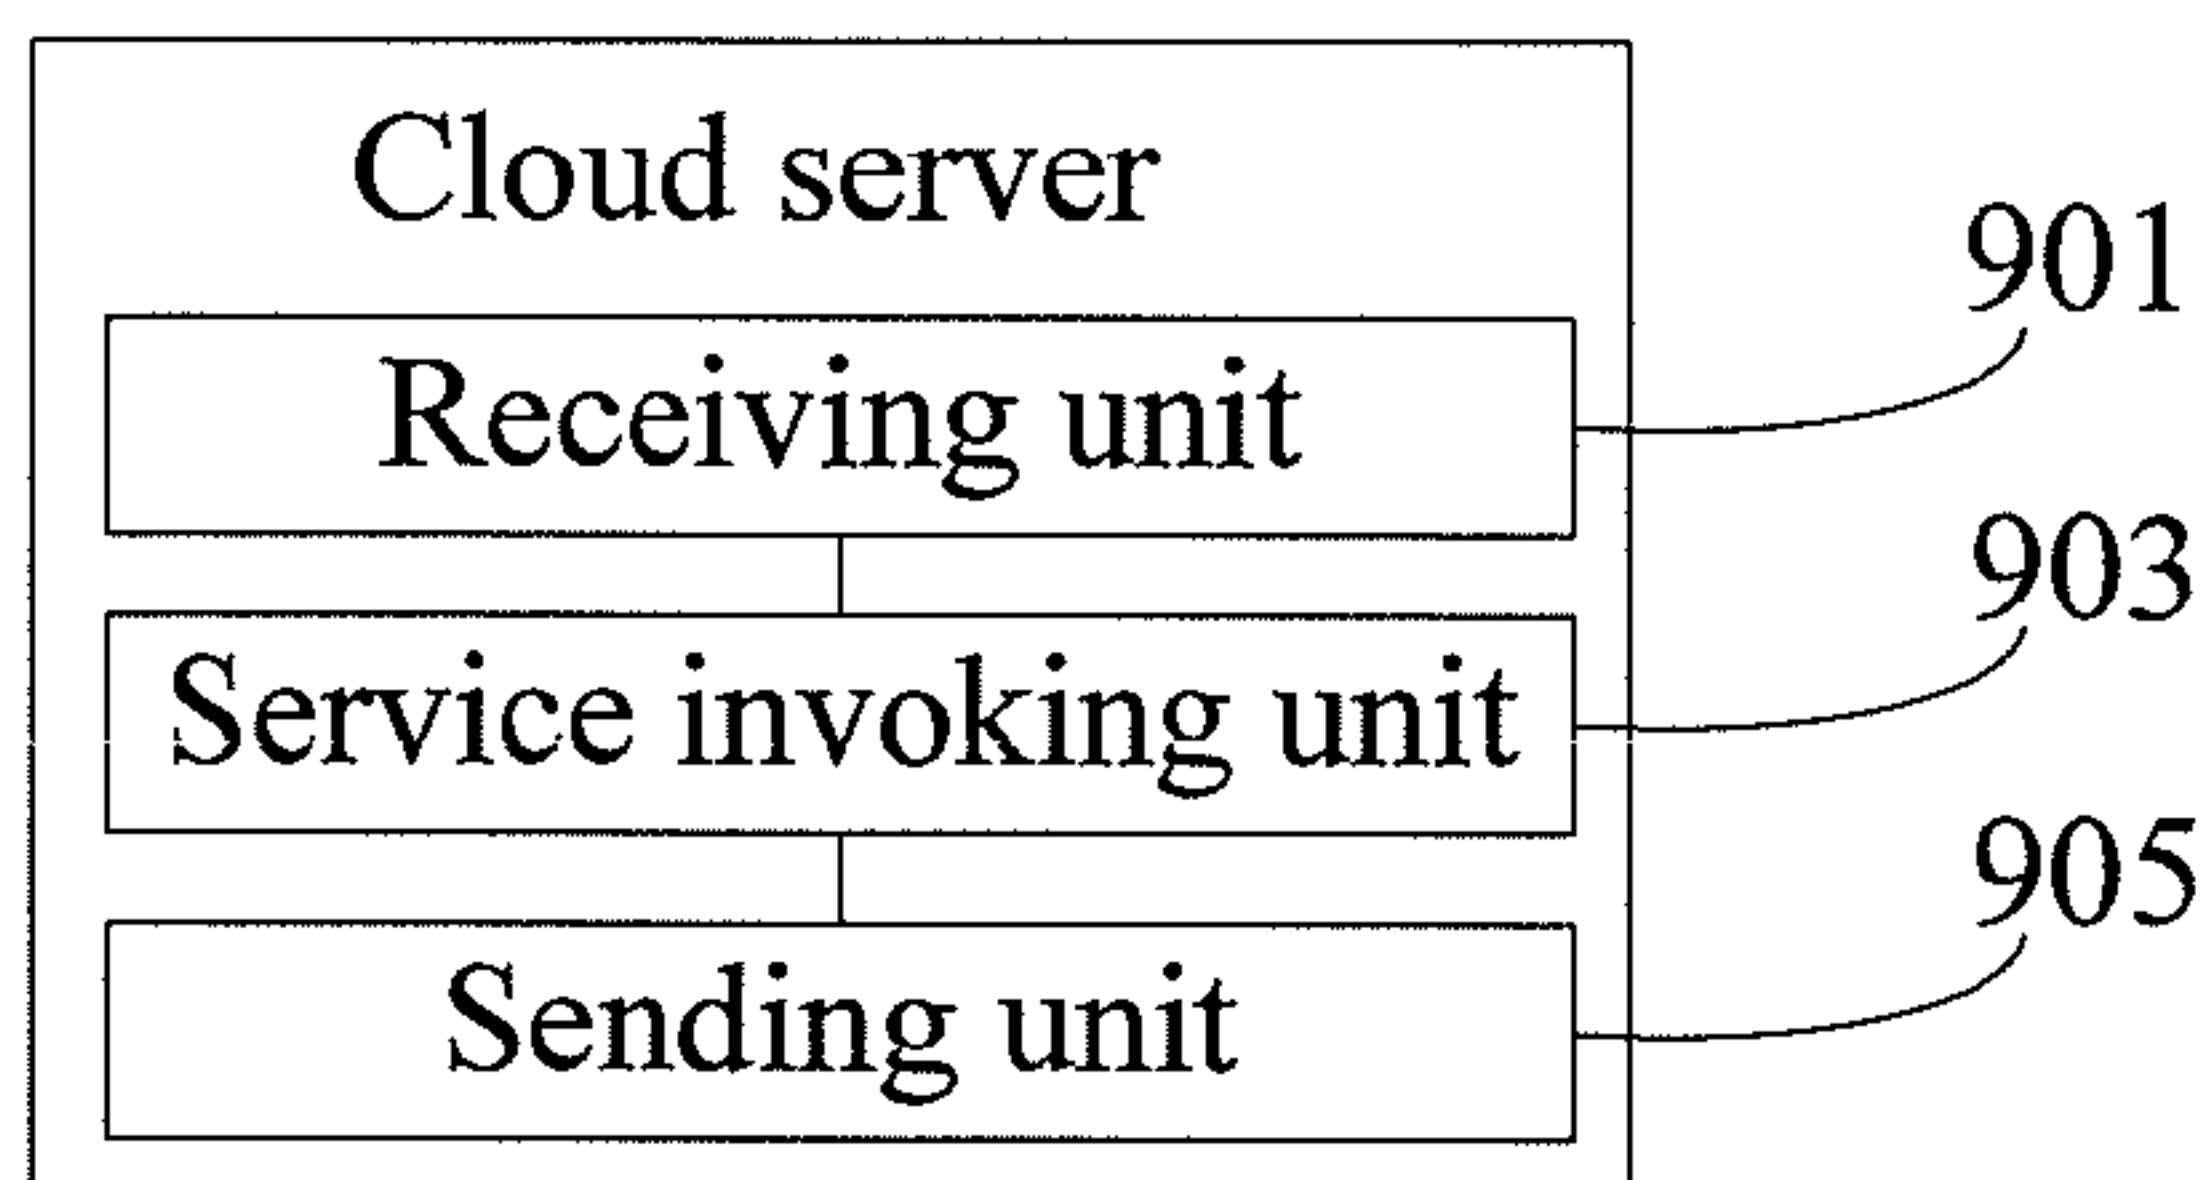 Cloud server
901
Receiving unit
903
Service invoking unit
905
Sending unit